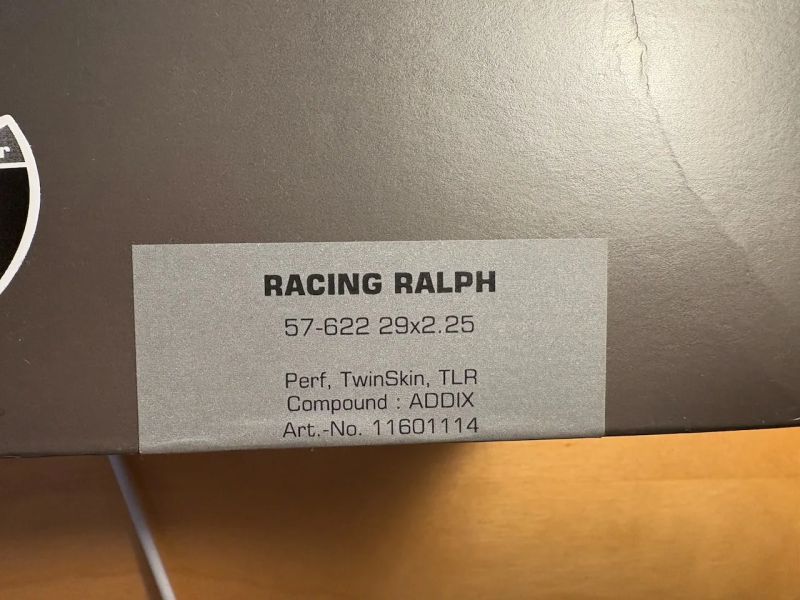 RACING RALPH
57-622 29x2.25
Perf, TwinSkin, TLR
Compound : ADDIX
Art.-No. 11601114